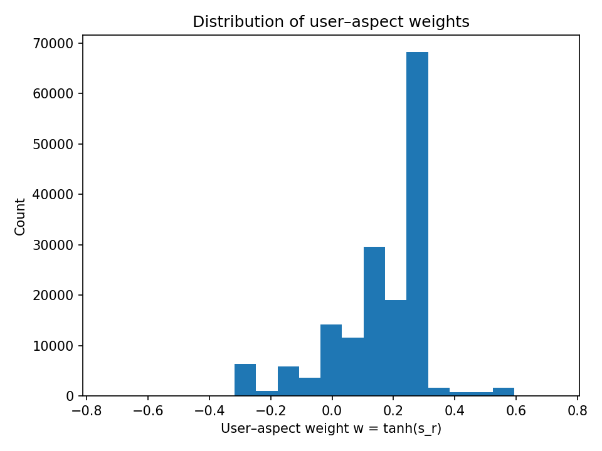 Distribution of user–aspect weights
70000
60000
50000
40000
30000
20000
10000
0
Count
−0.8 −0.6 −0.4 −0.2 0.0 0.2 0.4 0.6 0.8
User–aspect weight w = tanh(s_r)